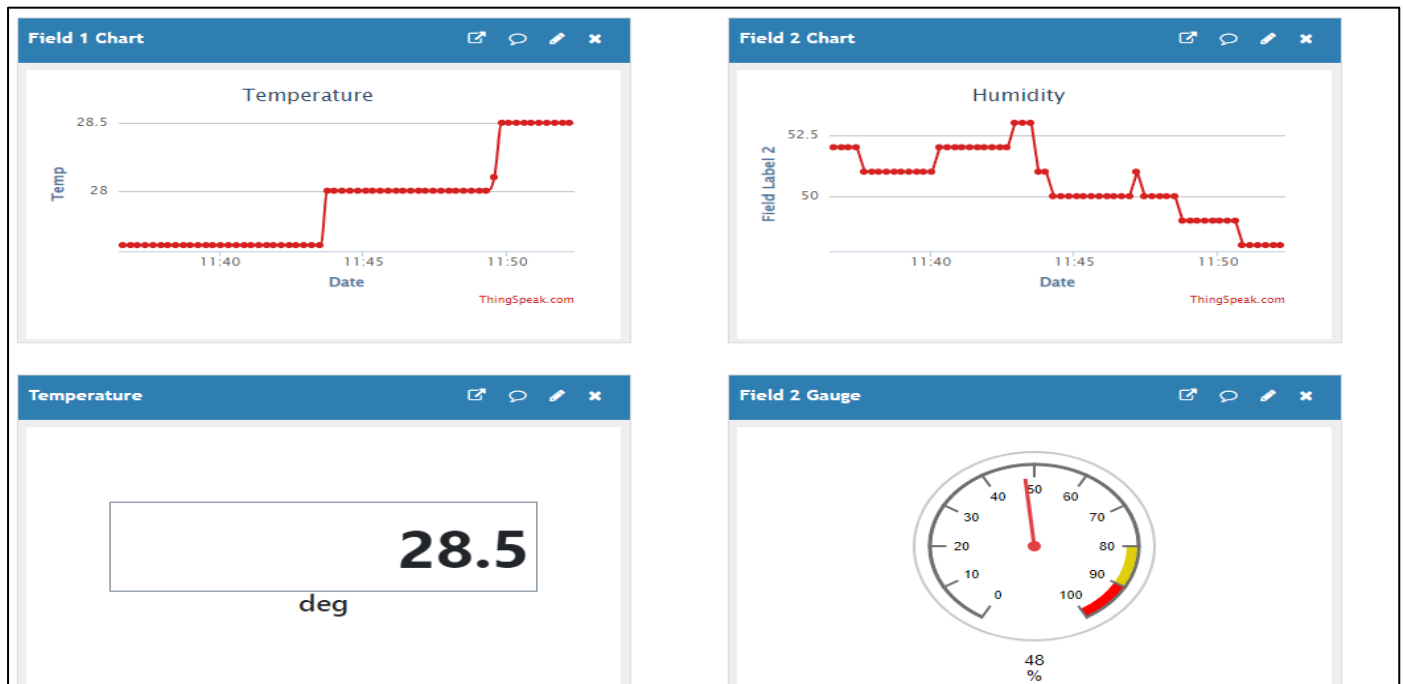 Field 1 Chart
Temperature
28.5
28
Temp
11:40 11:45 11:50
Date
ThingSpeak.com
Field 2 Chart
Humidity
52.5
50
Field Label 2
11:40 11:45 11:50
Date
ThingSpeak.com
Temperature
28.5
deg
Field 2 Gauge
0
10
20
30
40
50
60
70
80
90
100
48
%